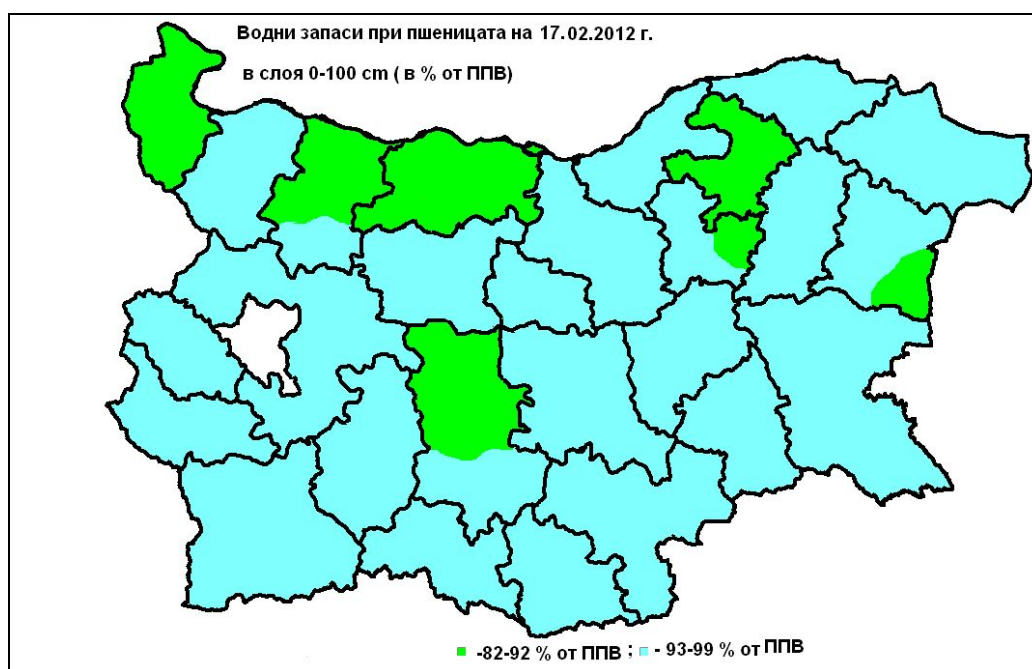 Водни запаси при пшеницата на 17.02.2012 г.
в слоя 0-100 cm ( в % от ППВ)
-82-92 % от ППВ ; - 93-99 % от ППВ